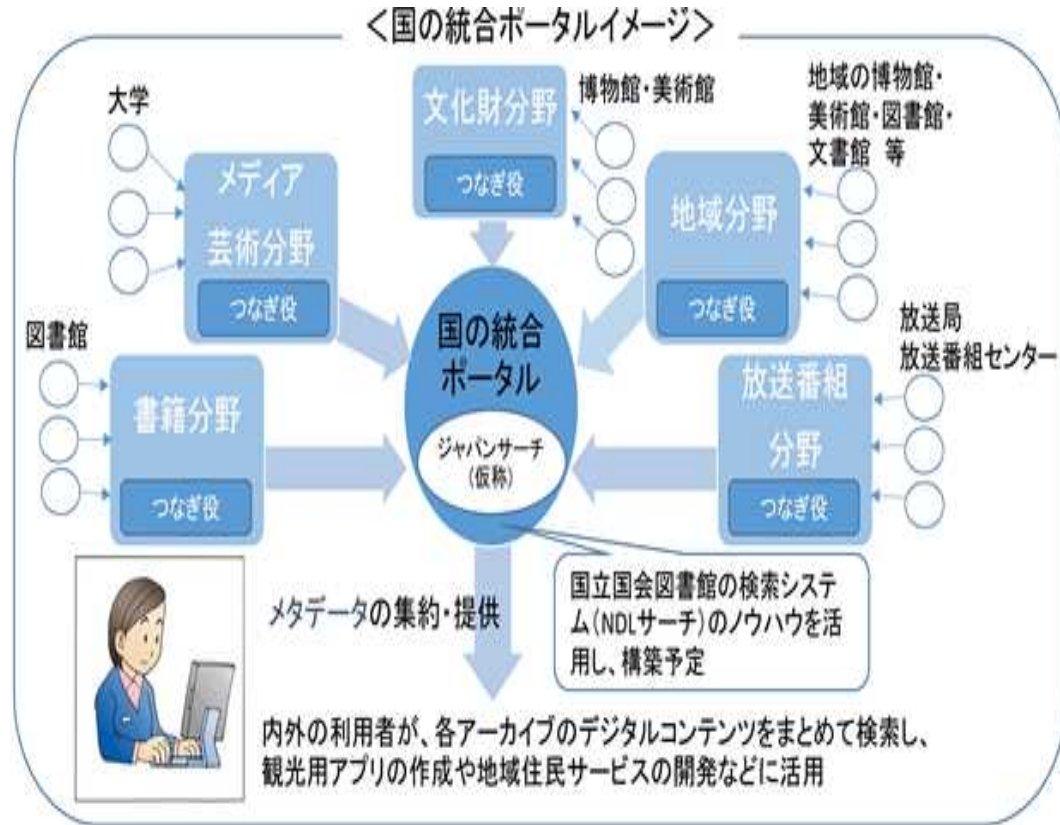 ＜国の統合ポータルイメージ＞
大学
メディア
芸術分野
つなぎ役
文化財分野
つなぎ役
博物館・美術館
地域の博物館・
美術館・図書館・
文書館 等
地域分野
つなぎ役
図書館
書籍分野
つなぎ役
国の統合
ポータル
ジャパンサーチ
(仮称)
放送局
放送番組センター
放送番組
分野
つなぎ役
メタデータの集約・提供
国立国会図書館の検索システ
ム(NDLサーチ)のノウハウを活
用し、構築予定
内外の利用者が、各アーカイブのデジタルコンテンツをまとめて検索し、
観光用アプリの作成や地域住民サービスの開発などに活用